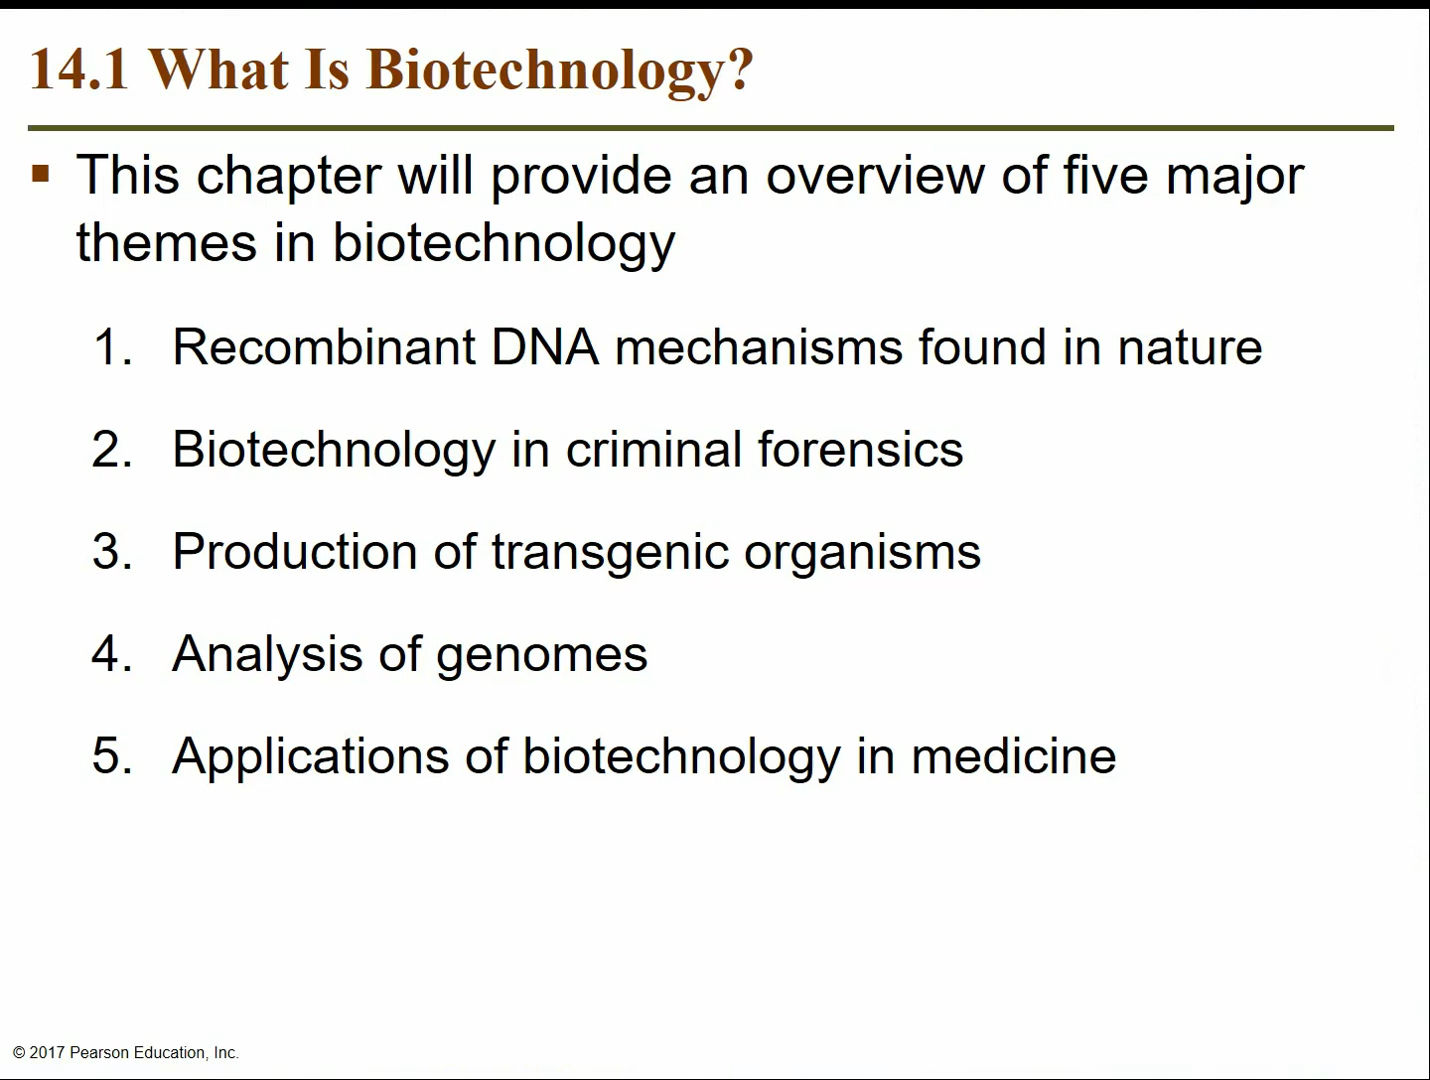 14.1 What Is Biotechnology?
▪ This chapter will provide an overview of five major
themes in biotechnology
1. Recombinant DNA mechanisms found in nature
2. Biotechnology in criminal forensics
3. Production of transgenic organisms
4. Analysis of genomes
5. Applications of biotechnology in medicine
© 2017 Pearson Education, Inc.